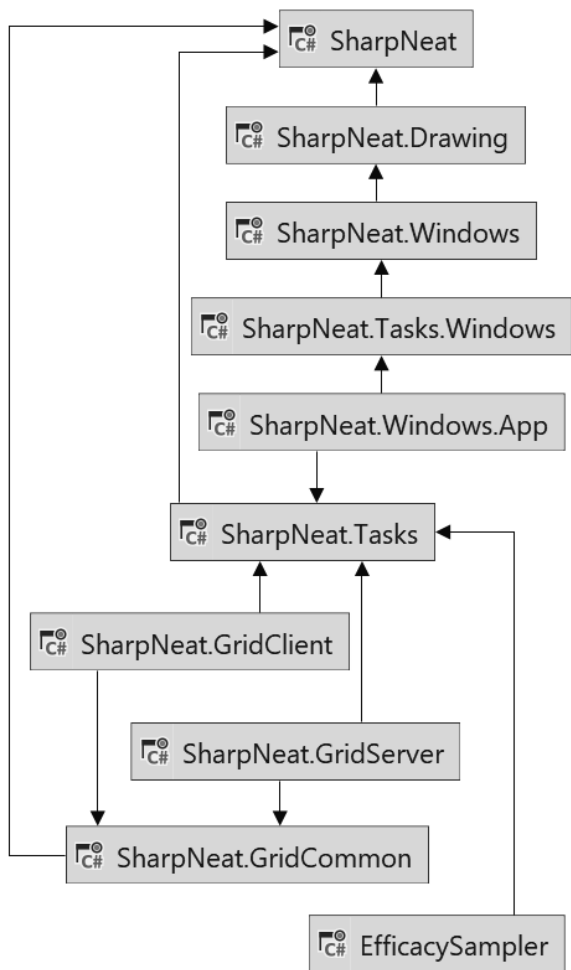 C# SharpNeat
C# SharpNeat.Drawing
C# SharpNeat.Windows
C# SharpNeat.Tasks.Windows
C# SharpNeat.Windows.App
C# SharpNeat.Tasks
C# SharpNeat.GridClient
C# SharpNeat.GridServer
C# SharpNeat.GridCommon
C# EfficacySampler